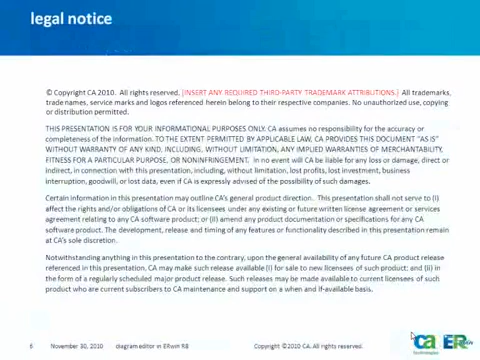 legal notice
© Copyright CA 2010. All rights reserved. [INSERT ANY REQUIRED THIRD-PARTY TRADEMARK ATTRIBUTIONS.] All trademarks,
trade names, service marks and logos referenced herein belong to their respective companies. No unauthorized use, copying
or distribution permitted.
THIS PRESENTATION IS FOR YOUR INFORMATIONAL PURPOSES ONLY. CA assumes no responsibility for the accuracy or
completeness of the information. TO THE EXTENT PERMITTED BY APPLICABLE LAW, CA PROVIDES THIS DOCUMENT "AS IS"
WITHOUT WARRANTY OF ANY KIND, INCLUDING, WITHOUT LIMITATION, ANY IMPLIED WARRANTIES OF MERCHANTABILITY,
FITNESS FOR A PARTICULAR PURPOSE, OR NONINFRINGEMENT. In no event will CA be liable for any loss or damage, direct or
indirect, in connection with this presentation, including, without limitation, lost profits, lost investment, business
interruption, goodwill, or lost data, even if CA is expressly advised of the possibility of such damages.
Certain information in this presentation may outline CA's general product direction. This presentation shall not serve to (i)
affect the rights and/or obligations of CA or its licensees under any existing or future written license agreement or services
agreement relating to any CA software product; or (ii) amend any product documentation or specifications for any CA
software product. The development, release and timing of any features or functionality described in this presentation remain
at CA's sole discretion.
Notwithstanding anything in this presentation to the contrary, upon the general availability of any future CA product release
referenced in this presentation, CA may make such release available (i) for sale to new licensees of such product; and (ii) in
the form of a regularly scheduled major product release. Such releases may be made available to current licensees of such
product who are current subscribers to CA maintenance and support on a when and if-available basis.
6 November 30, 2010 diagram editor in ERwin R8 Copyright ©2010 CA. All rights reserved.
ca ER
technologies